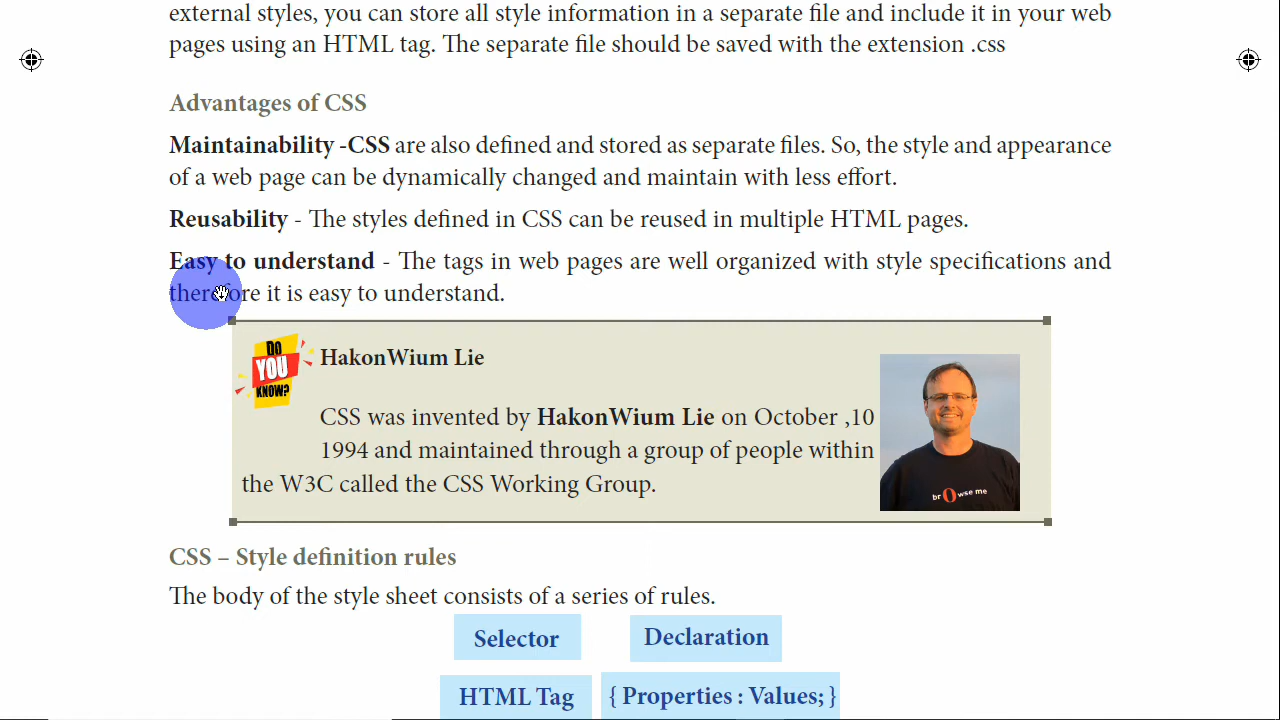 external styles, you can store all style information in a separate file and include it in your web
pages using an HTML tag. The separate file should be saved with the extension .css
Advantages of CSS
Maintainability -CSS are also defined and stored as separate files. So, the style and appearance
of a web page can be dynamically changed and maintain with less effort.
Reusability - The styles defined in CSS can be reused in multiple HTML pages.
Easy to understand - The tags in web pages are well organized with style specifications and
therefore it is easy to understand.
DO
YOU
KNOW?
HakonWium Lie
CSS was invented by HakonWium Lie on October ,10
1994 and maintained through a group of people within
the W3C called the CSS Working Group.
brOwse me
CSS – Style definition rules
The body of the style sheet consists of a series of rules.
Selector Declaration
HTML Tag { Properties : Values; }